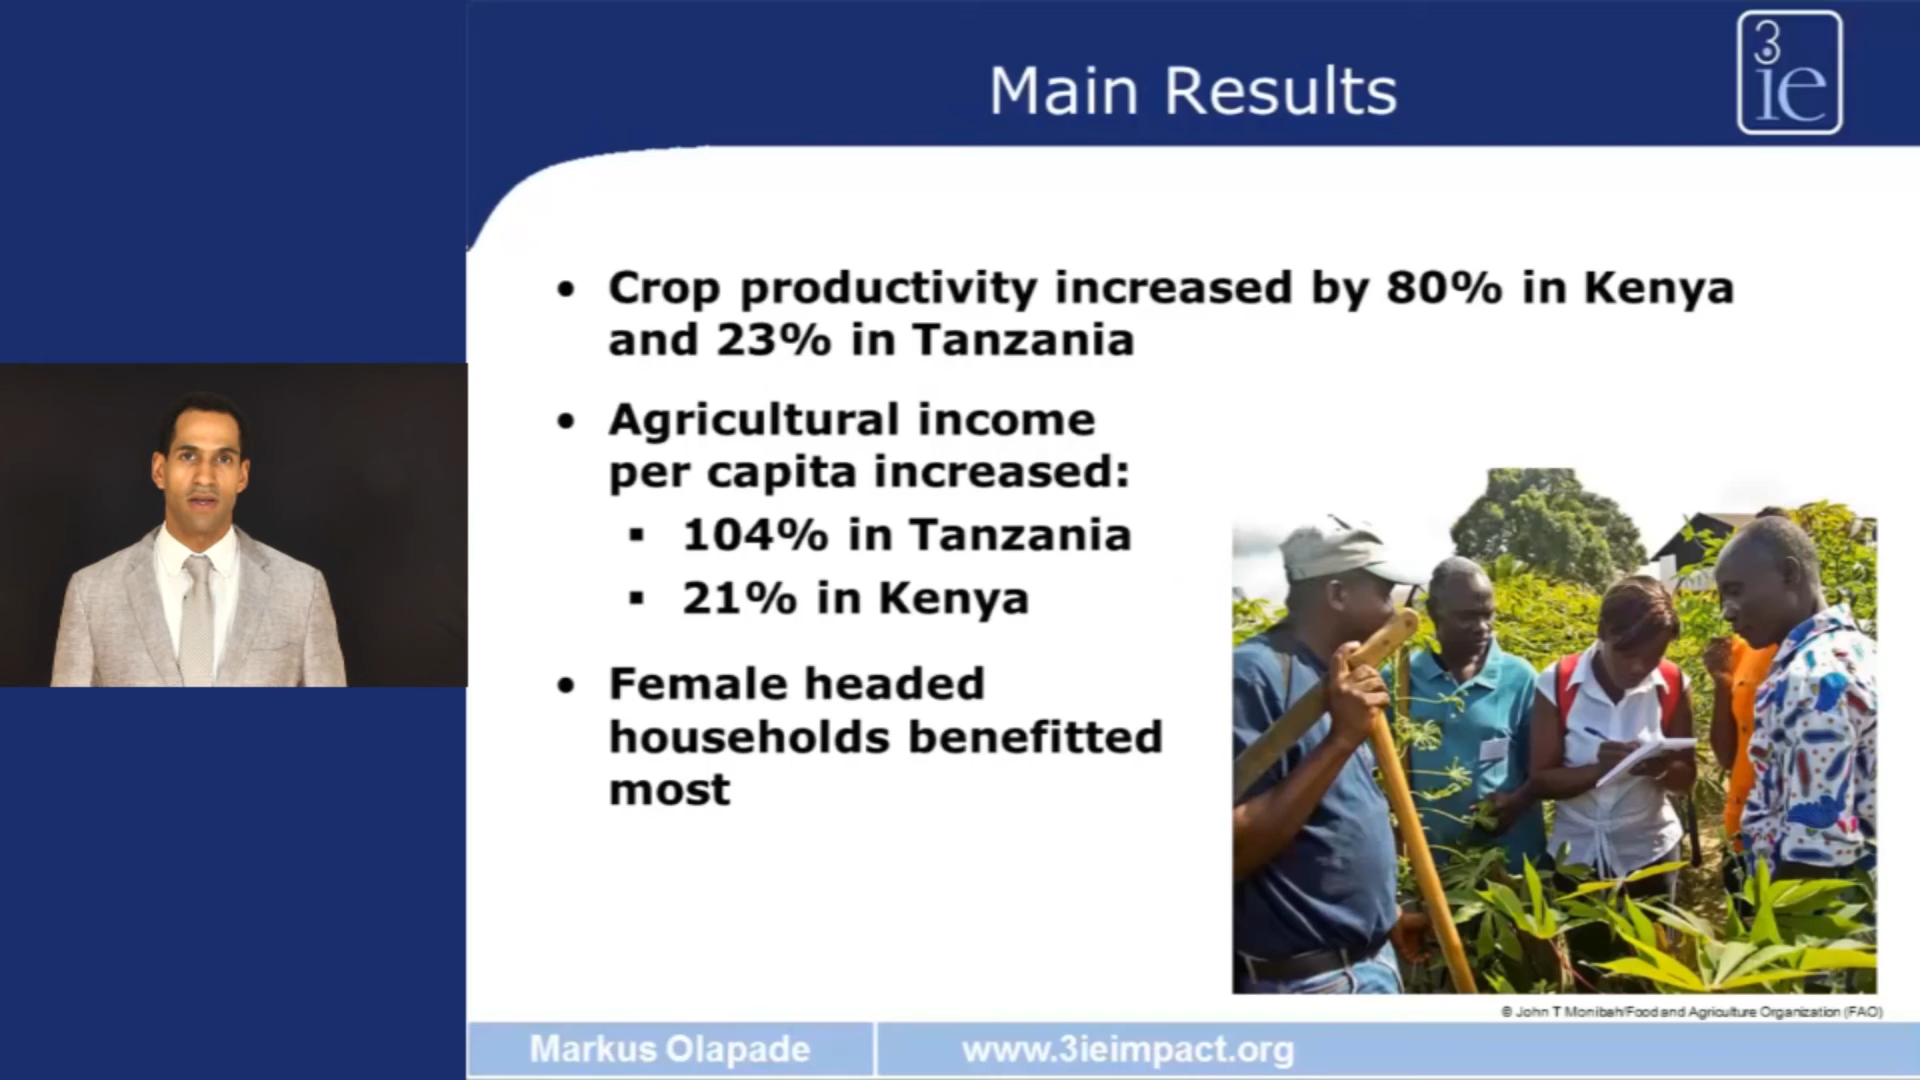 Main Results
3
ie
• Crop productivity increased by 80% in Kenya
and 23% in Tanzania
• Agricultural income
per capita increased:
▪ 104% in Tanzania
▪ 21% in Kenya
• Female headed
households benefitted
most
© John T Monibah/Food and Agriculture Organization (FAO)
Markus Olapade
www.3ieimpact.org